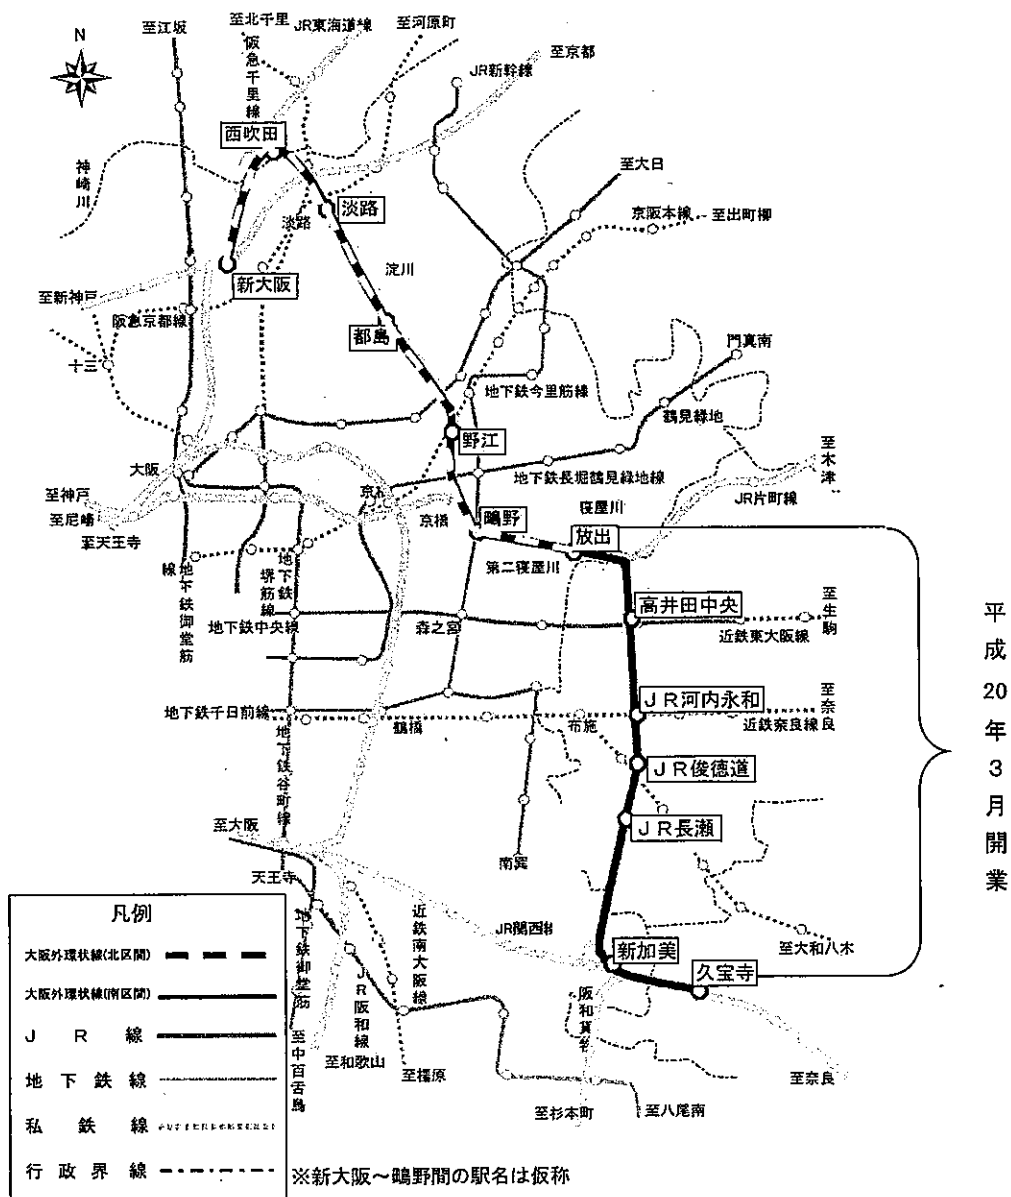 至江坂
至北千里
JR東海道線
至河原町
至京都
N
阪急千里線
JR新幹線
西吹田
神崎川
至大日
淡路
京阪本線
至出町柳
淡路
淀川
新大阪
至新神戸
阪急京都線
都島
門真南
十三
地下鉄今里筋線
鶴見緑地
野江
大阪
地下鉄長堀鶴見緑地線
至木津
至神戸
京橋
JR片町線
至尼崎
京橋
寝屋川
鴫野
放出
至天王寺
第二寝屋川
地下鉄御堂筋線
地下鉄堺筋線
高井田中央
至生駒
地下鉄中央線
森之宮
近鉄東大阪線
平成20年3月開業
地下鉄千日前線
鶴橋
布施
JR河内永和
至奈良
近鉄奈良線
地下鉄谷町線
JR俊徳道
至大阪
JR長瀬
天王寺
南巽
凡例
大阪外環状線(北区間)
大阪外環状線(南区間)
JR線
地下鉄線
私鉄線
行政界線
地下鉄御堂筋
至中百舌鳥
JR阪和線
近鉄南大阪線
JR関西線
新加美
至大和八木
久宝寺
阪和貨物
至和歌山
至橿原
至奈良
至杉本町
至八尾南
※新大阪～鴫野間の駅名は仮称